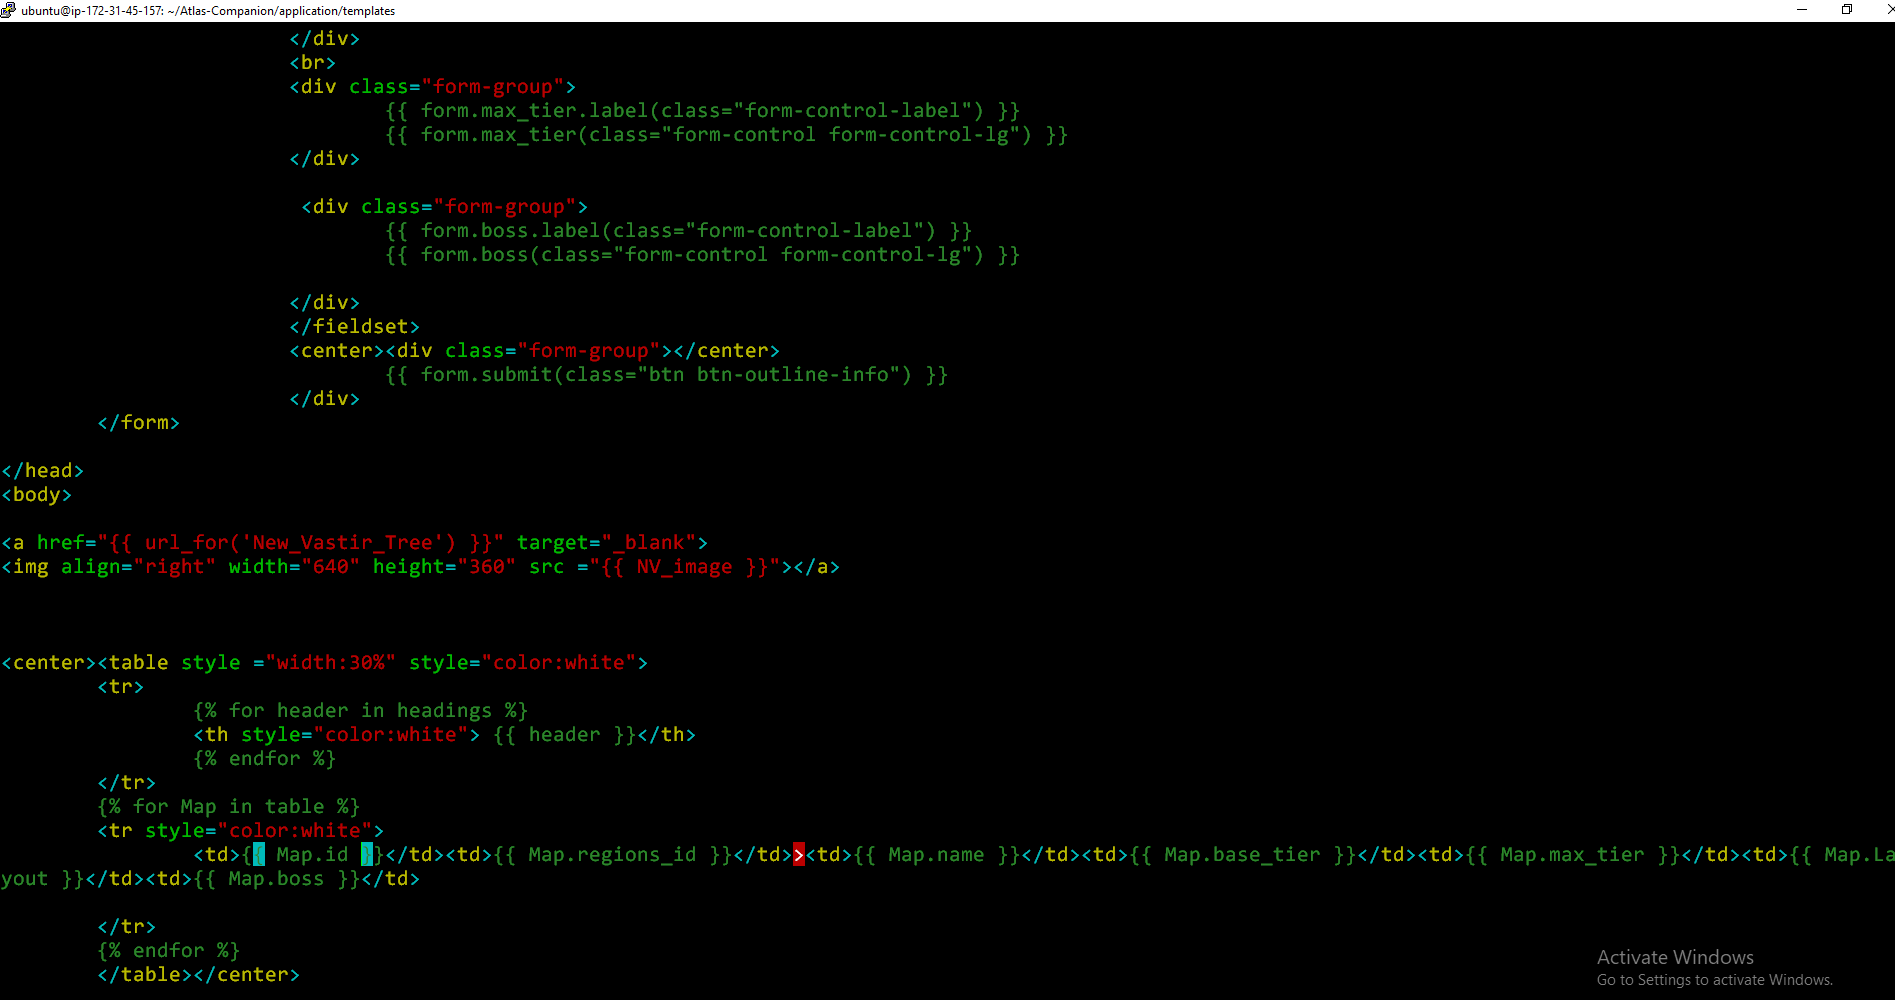 ubuntu@ip-172-31-45-157: ~/Atlas-Companion/application/templates
</div>
<br>
<div class="form-group">
{{ form.max_tier.label(class="form-control-label") }}
{{ form.max_tier(class="form-control form-control-lg") }}
</div>
<div class="form-group">
{{ form.boss.label(class="form-control-label") }}
{{ form.boss(class="form-control form-control-lg") }}
</div>
</fieldset>
<center><div class="form-group"></center>
{{ form.submit(class="btn btn-outline-info") }}
</div>
</form>
</head>
<body>
<a href="{{ url_for('New_Vastir_Tree') }}" target="_blank">
<img align="right" width="640" height="360" src ="{{ NV_image }}"></a>
<center><table style ="width:30%" style="color:white">
<tr>
{% for header in headings %}
<th style="color:white"> {{ header }}</th>
{% endfor %}
</tr>
{% for Map in table %}
<tr style="color:white">
<td>{{ Map.id }}</td><td>{{ Map.regions_id }}</td>><td>{{ Map.name }}</td><td>{{ Map.base_tier }}</td><td>{{ Map.max_tier }}</td><td>{{ Map.La
yout }}</td><td>{{ Map.boss }}</td>
</tr>
{% endfor %}
</table></center>
Activate Windows
Go to Settings to activate Windows.